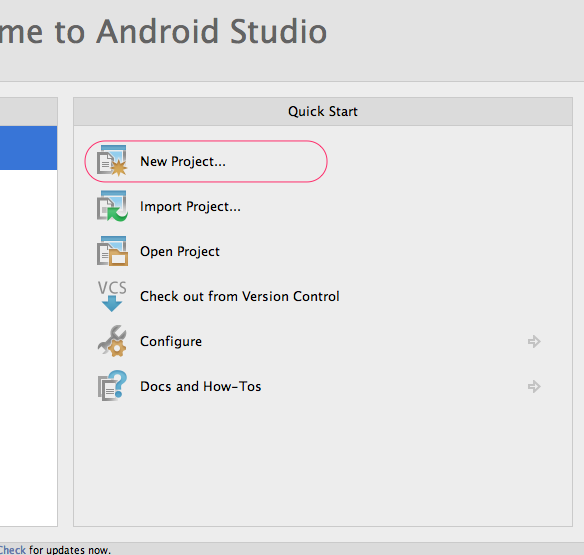 me to Android Studio
Quick Start
New Project...
Import Project...
Open Project
VCS
Check out from Version Control
Configure
Docs and How-Tos
Check for updates now.